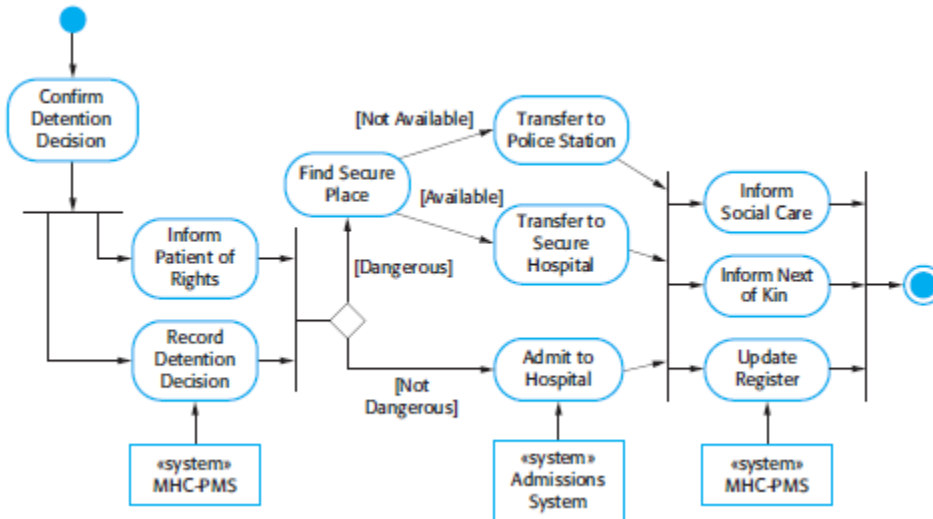 Confirm
Detention
Decision
Inform
Patient of
Rights
Record
Detention
Decision
«system»
MHC-PMS
Find Secure
Place
[Dangerous]
[Not
Dangerous]
[Not Available]
[Available]
Transfer to
Police Station
Transfer to
Secure
Hospital
Admit to
Hospital
«system»
Admissions
System
Inform
Social Care
Inform Next
of Kin
Update
Register
«system»
MHC-PMS